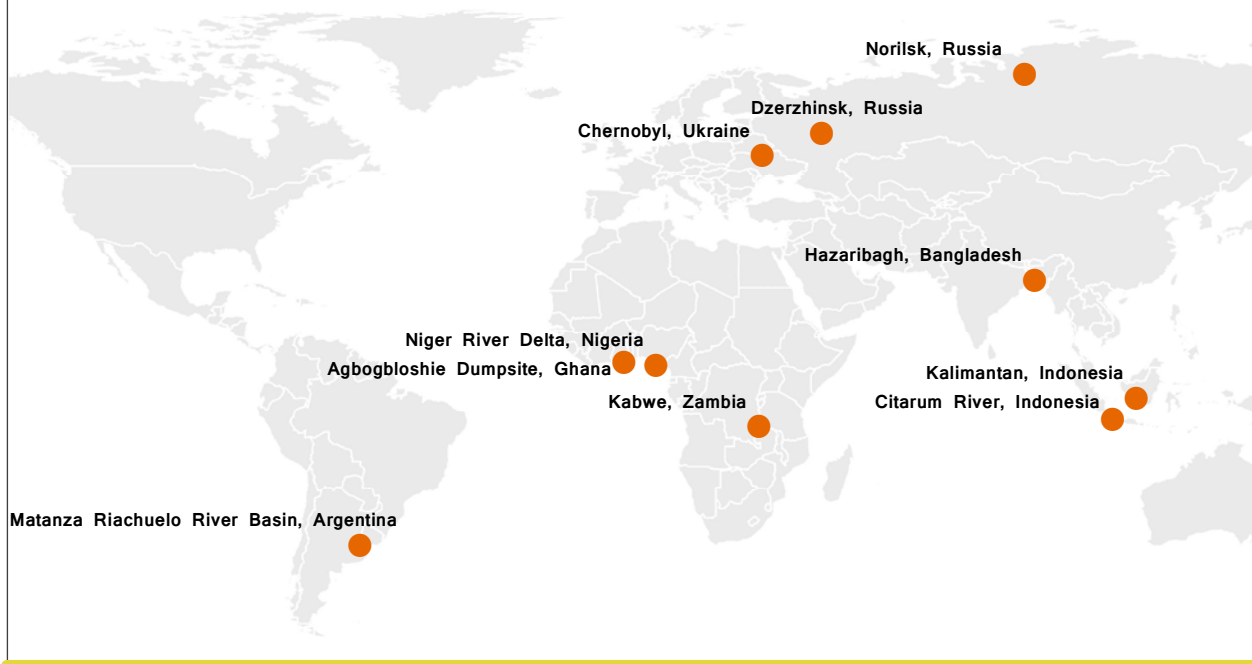 Norilsk, Russia
Dzerzhinsk, Russia
Chernobyl, Ukraine
Hazaribagh, Bangladesh
Niger River Delta, Nigeria
Agbogbloshie Dumpsite, Ghana
Kalimantan, Indonesia
Kabwe, Zambia
Citarum River, Indonesia
Matanza Riachuelo River Basin, Argentina